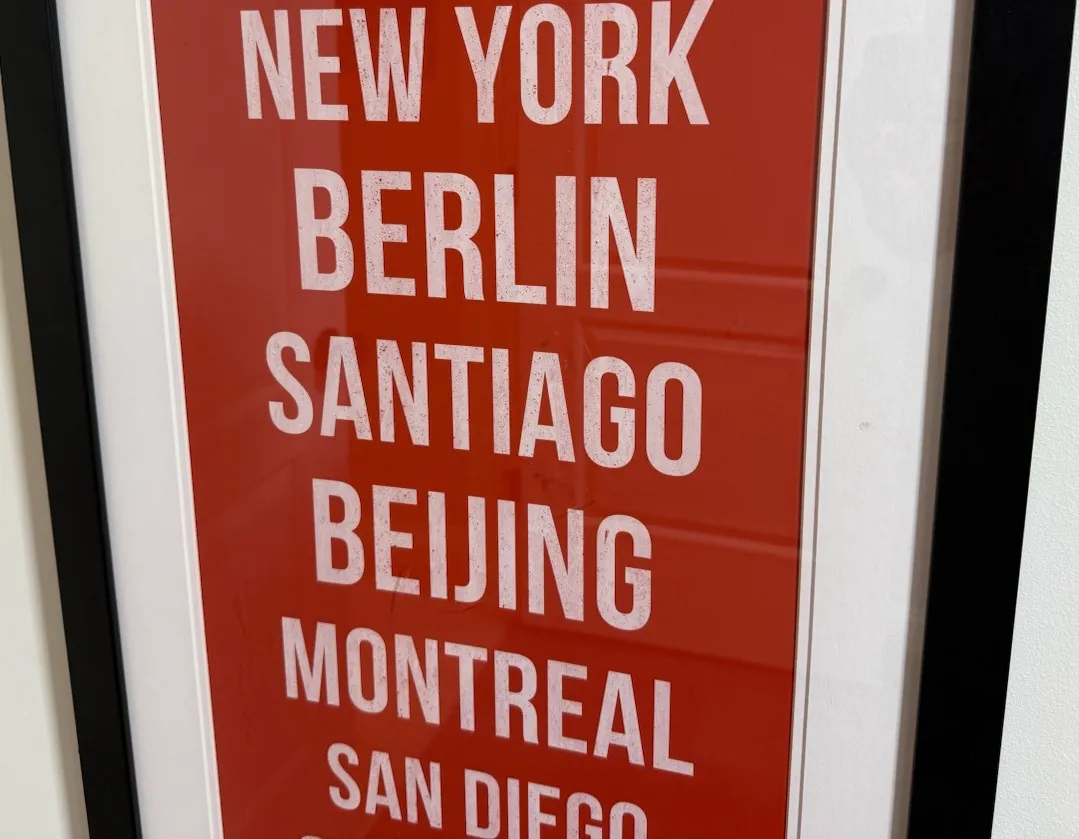 NEW YORK
BERLIN
SANTIAGO
BEIJING
MONTREAL
SAN DIEGO